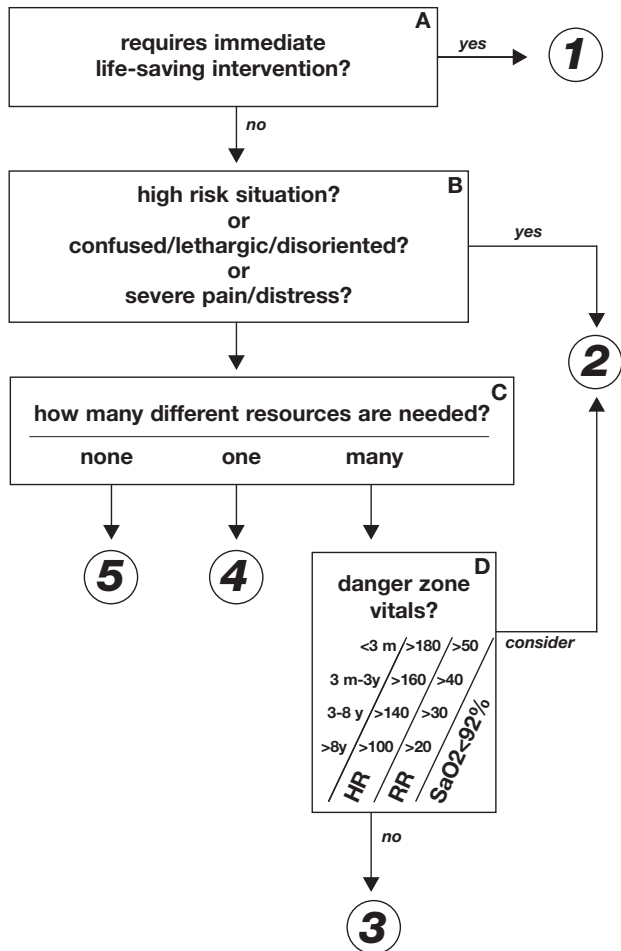 A
requires immediate
life-saving intervention?
yes
1
no
B
high risk situation?
or
confused/lethargic/disoriented?
or
severe pain/distress?
yes
2
C
how many different resources are needed?
none one many
5 4
D
danger zone
vitals?
<3 m >180 >50
3 m-3y >160 >40
3-8 y >140 >30
>8y >100 >20
HR RR SaO2<92%
consider
no
3